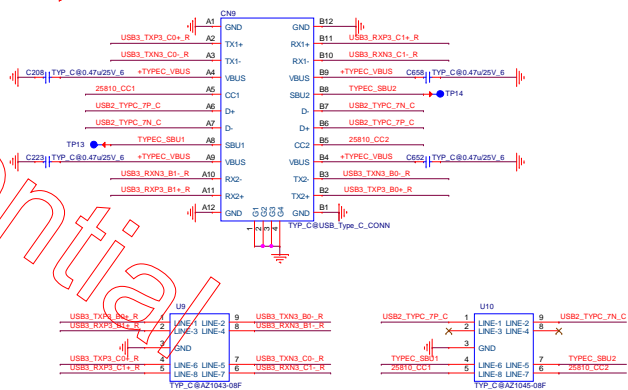 CN9
A1 GND GND B12
USB3_TXP3_C0+_R A2 TX1+ RX1+ B11 USB3_RXP3_C1+_R
USB3_TXN3_C0-_R A3 TX1- RX1- B10 USB3_RXN3_C1-_R
C208 TYP_C@0.47u/25V_6 +TYPEC_VBUS A4 VBUS VBUS B9 +TYPEC_VBUS C658 TYP_C@0.47u/25V_6
25810_CC1 A5 CC1 SBU2 B8 TYPEC_SBU2 TP14
USB2_TYPC_7P_C A6 D+ D- B7 USB2_TYPC_7N_C
USB2_TYPC_7N_C A7 D- D+ B6 USB2_TYPC_7P_C
TP13 TYPEC_SBU1 A8 SBU1 CC2 B5 25810_CC2
C223 TYP_C@0.47u/25V_6 +TYPEC_VBUS A9 VBUS VBUS B4 +TYPEC_VBUS C652 TYP_C@0.47u/25V_6
USB3_RXN3_B1-_R A10 RX2- TX2- B3 USB3_TXN3_B0-_R
USB3_RXP3_B1+_R A11 RX2+ TX2+ B2 USB3_TXP3_B0+_R
A12 GND GND B1
G1 G2 G3 G4
1 2 3 4
TYP_C@USB_Type_C_CONN
ntial
U9
USB3_TXP3_B0+_R 1 LINE-1 LINE-2 9 USB3_TXN3_B0-_R
USB3_RXP3_B1+_R 2 LINE-3 LINE-4 8 USB3_RXN3_B1-_R
3 GND
USB3_TXP3_C0+_R 4 LINE-6 LINE-5 7 USB3_TXN3_C0-_R
USB3_RXP3_C1+_R 5 LINE-8 LINE-7 6 USB3_RXN3_C1-_R
TYP_C@AZ1043-08F
U10
USB2_TYPC_7P_C 1 LINE-1 LINE-2 9 USB2_TYPC_7N_C
2 LINE-3 LINE-4 8
3 GND
TYPEC_SBU1 4 LINE-6 LINE-5 7 TYPEC_SBU2
25810_CC1 5 LINE-8 LINE-7 6 25810_CC2
TYP_C@AZ1045-08F